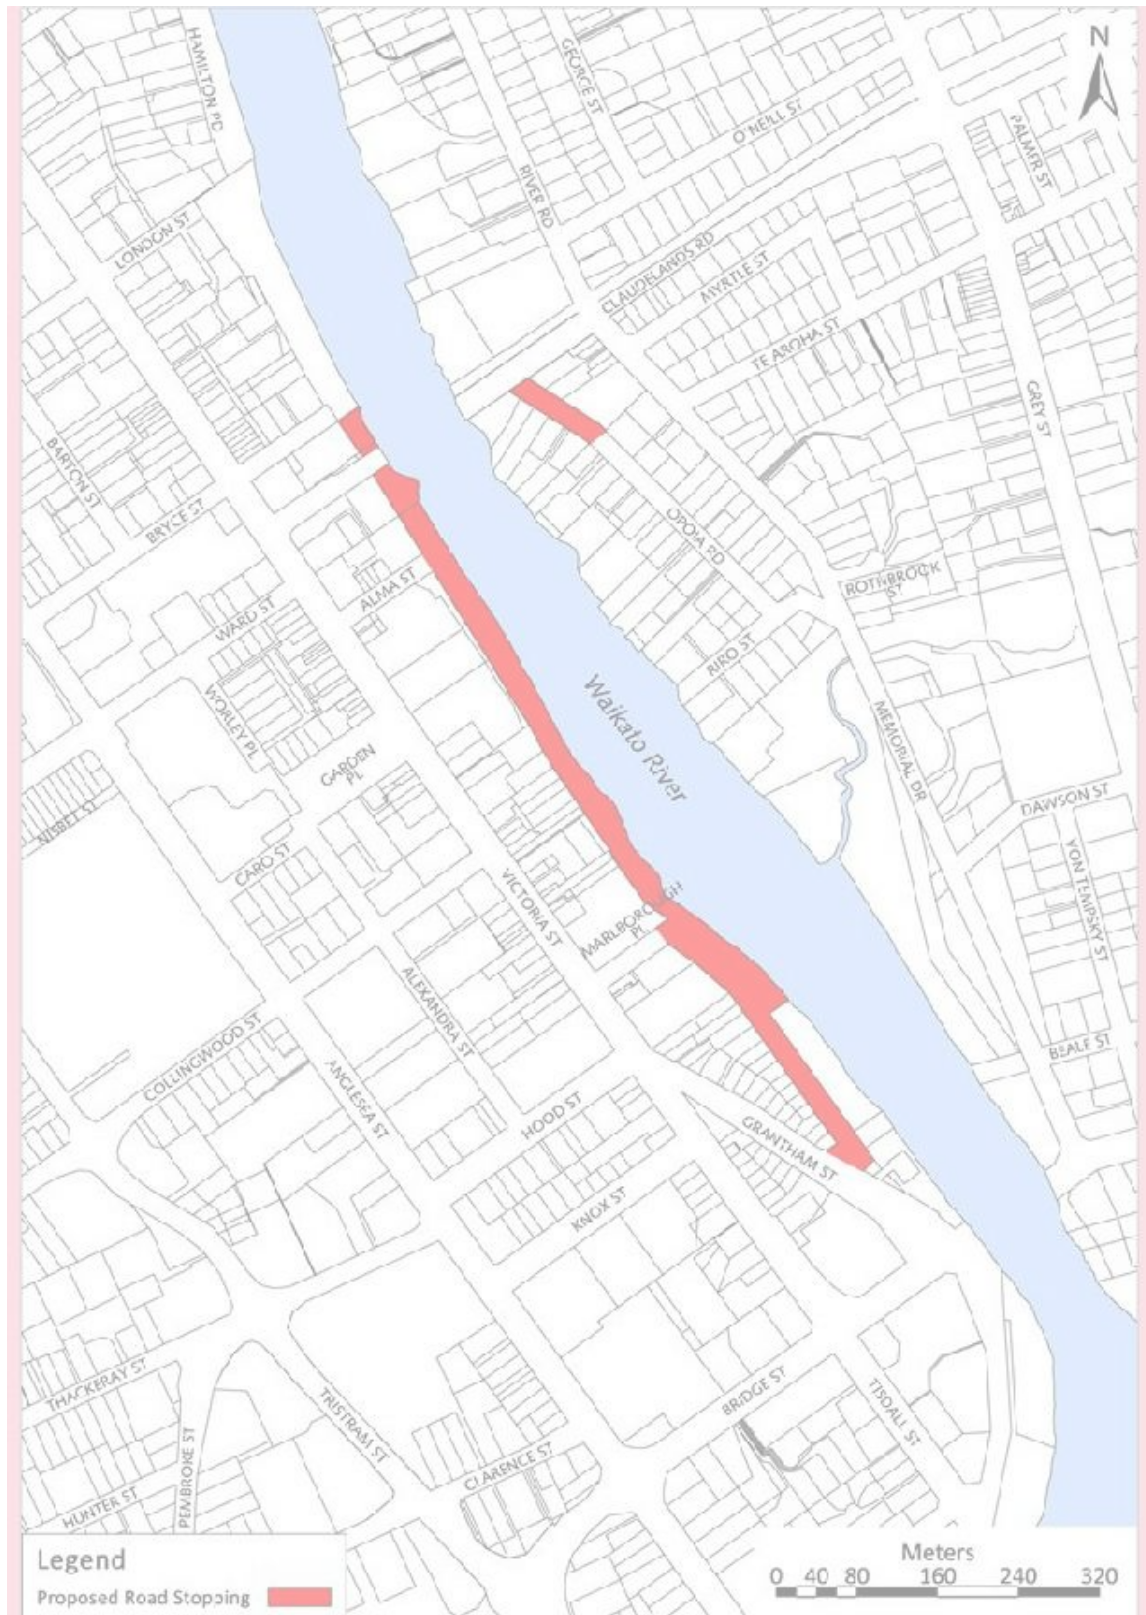 N
HAMILTON PD
GEORGE ST
O'NEILL ST
PALMER ST
RIVER RD
LONDON ST
CLAUDELANDS RD
MYRTLE ST
TE AROHA ST
GREY ST
BARTON ST
BRYCE ST
OPOIA RD
ALMA ST
ROTHBROOK
ST
WARD ST
RIRO ST
Waikato River
WORLEY PL
MEMORIAL DR
GARDEN
PL
DAWSON ST
NISBET ST
CARO ST
VON TEMPSKY ST
VICTORIA ST
MARLBOROUGH
PL
ALEXANDRA ST
COLLINGWOOD ST
BEALE ST
ANGLESEA ST
HOOD ST
GRANTHAM ST
KNOX ST
THACKERAY ST
TRISTRAM ST
BRIDGE ST
TISDALL ST
PEMBROKE ST
CLARENCE ST
HUNTER ST
Legend
Proposed Road Stopping
Meters
0 40 80 160 240 320